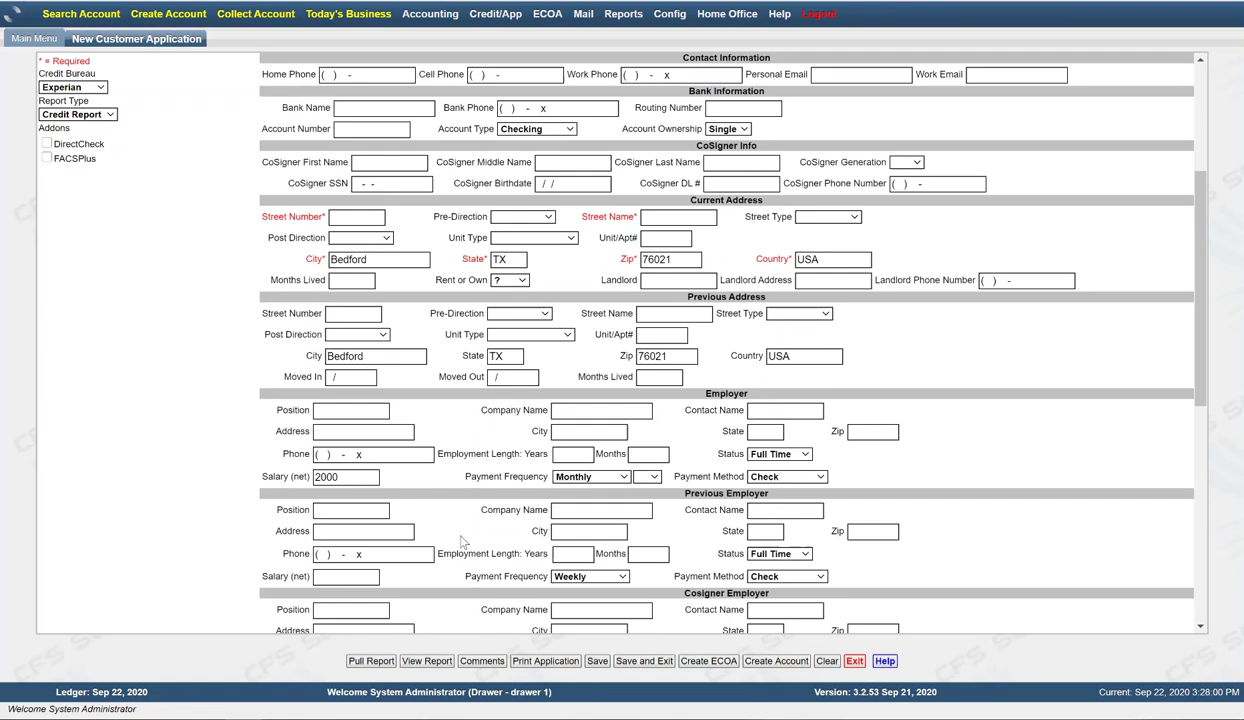 Search Account Create Account Collect Account Today's Business Accounting Credit/App ECOA Mail Reports Config Home Office Help Logout
Main Menu New Customer Application
* = Required
Credit Bureau
Experian
Report Type
Credit Report
Addons
DirectCheck
FACSPlus
Contact Information
Home Phone ( ) - Cell Phone ( ) - Work Phone ( ) - x Personal Email Work Email
Bank Information
Bank Name Bank Phone ( ) - x Routing Number
Account Number Account Type Checking Account Ownership Single
CoSigner Info
CoSigner First Name CoSigner Middle Name CoSigner Last Name CoSigner Generation
CoSigner SSN - - CoSigner Birthdate / / CoSigner DL # CoSigner Phone Number ( ) -
Current Address
Street Number* Pre-Direction Street Name* Street Type
Post Direction Unit Type Unit/Apt#
City* Bedford State* TX Zip* 76021 Country* USA
Months Lived Rent or Own ? Landlord Landlord Address Landlord Phone Number ( ) -
Previous Address
Street Number Pre-Direction Street Name Street Type
Post Direction Unit Type Unit/Apt#
City Bedford State TX Zip 76021 Country USA
Moved In / Moved Out / Months Lived
Employer
Position Company Name Contact Name
Address City State Zip
Phone ( ) - x Employment Length: Years Months Status Full Time
Salary (net) 2000 Payment Frequency Monthly Payment Method Check
Previous Employer
Position Company Name Contact Name
Address City State Zip
Phone ( ) - x Employment Length: Years Months Status Full Time
Salary (net) Payment Frequency Weekly Payment Method Check
Cosigner Employer
Position Company Name Contact Name
Address City State Zip
Pull Report View Report Comments Print Application Save Save and Exit Create ECOA Create Account Clear Exit Help
Ledger: Sep 22, 2020 Welcome System Administrator (Drawer - drawer 1) Version: 3.2.53 Sep 21, 2020 Current: Sep 22, 2020 3:28:00 PM
Welcome System Administrator